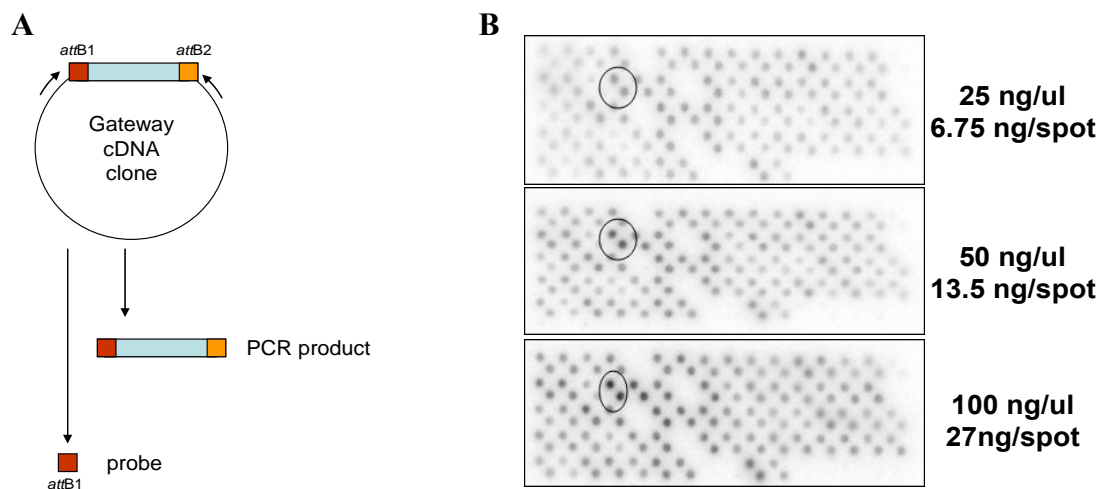 A
attB1
attB2
Gateway
cDNA
clone
PCR product
probe
attB1
B
25 ng/ul
6.75 ng/spot
50 ng/ul
13.5 ng/spot
100 ng/ul
27ng/spot